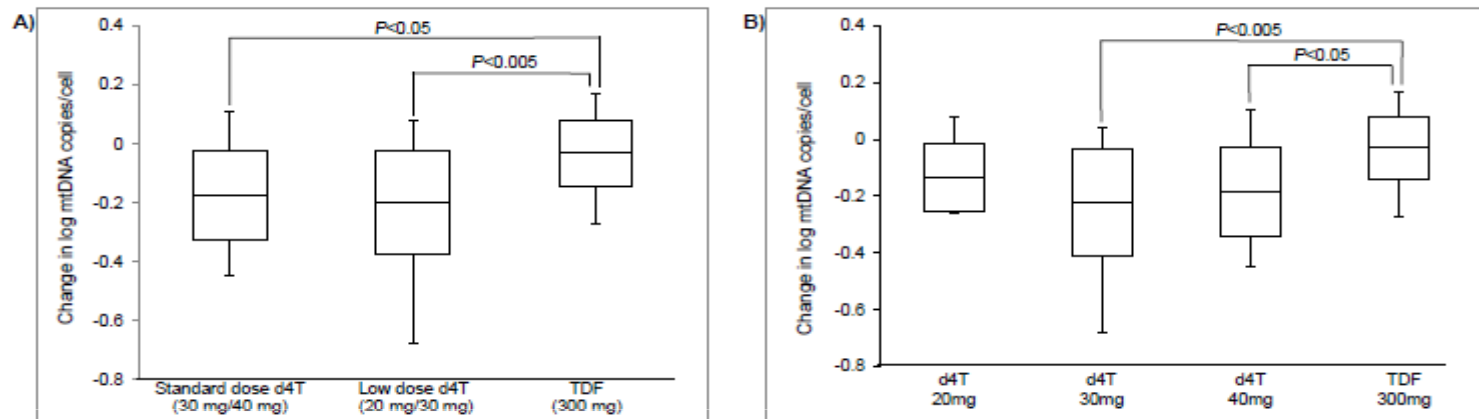 A)
Change in log mtDNA copies/cell
0.4
0.2
0
-0.2
-0.4
-0.6
-0.8
P<0.05
P<0.005
Standard dose d4T
(30 mg/40 mg)
Low dose d4T
(20 mg/30 mg)
TDF
(300 mg)
B)
Change in log mtDNA copies/cell
0.4
0.2
0
-0.2
-0.4
-0.6
-0.8
P<0.005
P<0.05
d4T
20mg
d4T
30mg
d4T
40mg
TDF
300mg